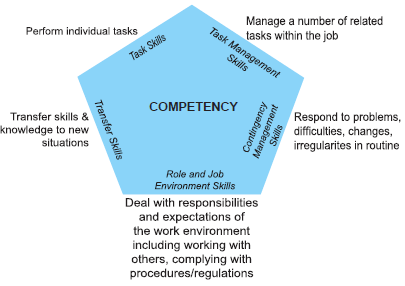 Manage a number of related
tasks within the job
Perform individual tasks
Task Skills
Task Management
Skills
COMPETENCY
Transfer skills &
knowledge to new
situations
Transfer Skills
Contingency
Management
Skills
Respond to problems,
difficulties, changes,
irregularites in routine
Role and Job
Environment Skills
Deal with responsibilities
and expectations of
the work environment
including working with
others, complying with
procedures/regulations